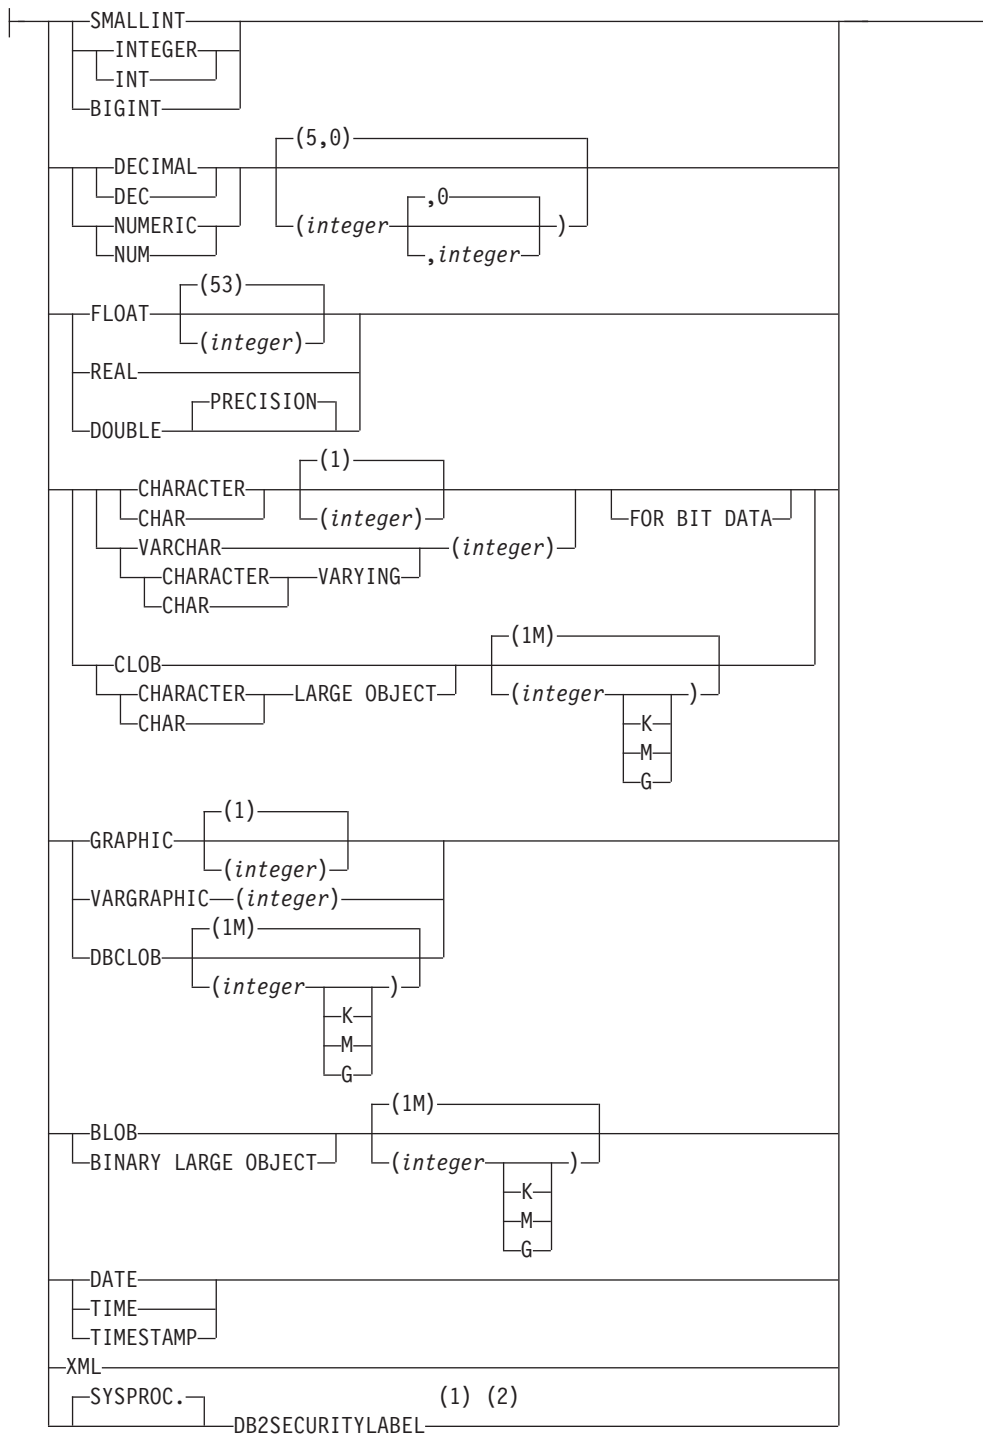 SMALLINT
INTEGER
INT
BIGINT
(5,0)
DECIMAL
DEC
,0
NUMERIC
(integer )
NUM
,integer
(53)
FLOAT
(integer)
REAL
PRECISION
DOUBLE
(1)
CHARACTER
CHAR
(integer)
FOR BIT DATA
VARCHAR
(integer)
CHARACTER VARYING
CHAR
(1M)
CLOB
CHARACTER LARGE OBJECT
(integer )
CHAR
K
M
G
(1)
GRAPHIC
(integer)
VARGRAPHIC (integer)
(1M)
DBCLOB
(integer )
K
M
G
(1M)
BLOB
BINARY LARGE OBJECT
(integer )
K
M
G
DATE
TIME
TIMESTAMP
XML
SYSPROC.
(1) (2)
DB2SECURITYLABEL